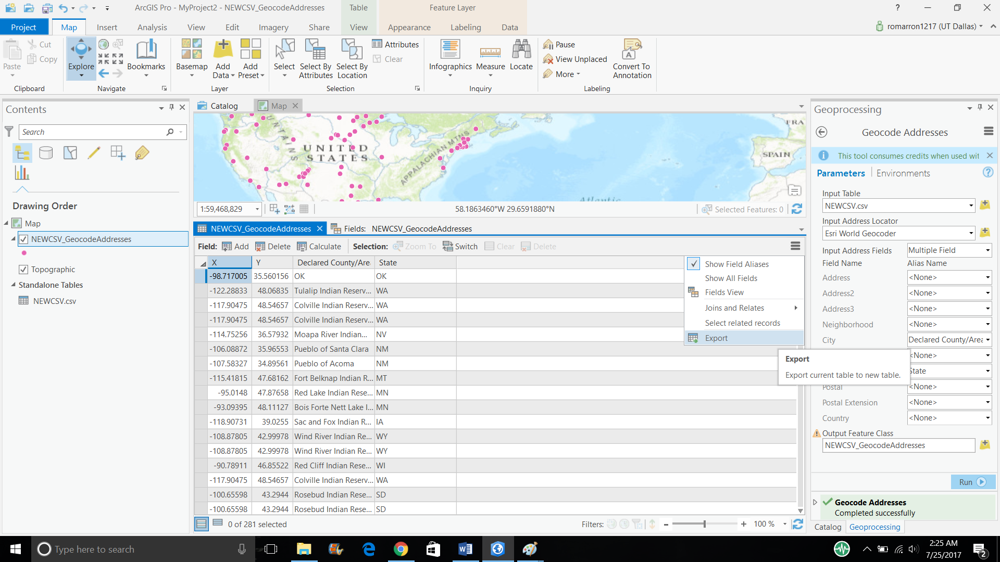 ArcGIS Pro - MyProject2 - NEWCSV_GeocodeAddresses
Table
Feature Layer
?
Project
Map
Insert
Analysis
View
Edit
Imagery
Share
View
Appearance
Labeling
Data
romarron1217 (UT Dallas)
Paste
Cut
Copy
Clipboard
Explore
Bookmarks
Navigate
Basemap
Add Data
Add Preset
Layer
Select
Select By Attributes
Select By Location
Attributes
Clear
Selection
Infographics
Measure
Locate
Inquiry
Pause
View Unplaced
More
Convert To Annotation
Labeling
Contents
Search
Drawing Order
Map
NEWCSV_GeocodeAddresses
Topographic
Standalone Tables
NEWCSV.csv
Catalog
Map
UNITED
STATES
APPALACHIAN MTNS
Atlantic
FRA
SPAIN
1:59,468,829
58.1863460°W 29.6591880°N
Selected Features: 0
NEWCSV_GeocodeAddresses
Fields: NEWCSV_GeocodeAddresses
Field: Add Delete Calculate Selection: Zoom To Switch Clear Delete
X Y Declared County/Are State
-98.717005 35.560156 OK OK
-122.28833 48.06835 Tulalip Indian Reserv... WA
-117.90475 48.54657 Colville Indian Reserv... WA
-117.90475 48.54657 Colville Indian Reserv... WA
-114.75256 36.57932 Moapa River Indian... NV
-106.08872 35.96553 Pueblo of Santa Clara NM
-107.58327 34.89561 Pueblo of Acoma NM
-115.41815 47.68162 Fort Belknap Indian R... MT
-95.0148 47.87658 Red Lake Indian Rese... MN
-93.09395 48.11127 Bois Forte Nett Lake I... MN
-118.90731 39.0255 Sac and Fox Indian R... IA
-108.87805 42.99978 Wind River Indian Re... WY
-108.87805 42.99978 Wind River Indian Re... WY
-90.78911 46.85522 Red Cliff Indian Rese... WI
-117.90475 48.54657 Colville Indian Reserv... WA
-100.65598 43.2944 Rosebud Indian Rese... SD
-100.65598 43.2944 Rosebud Indian Rese... SD
0 of 281 selected
Filters:
100 %
Show Field Aliases
Show All Fields
Fields View
Joins and Relates
Select related records
Export
Export
Export current table to new table.
Geoprocessing
Geocode Addresses
This tool consumes credits when used wit
Parameters
Environments
Input Table
NEWCSV.csv
Input Address Locator
Esri World Geocoder
Input Address Fields Multiple Field
Field Name Alias Name
Address <None>
Address2 <None>
Address3 <None>
Neighborhood <None>
City Declared County/Area
<None>
State
Postal <None>
Postal Extension <None>
Country <None>
Output Feature Class
NEWCSV_GeocodeAddresses
Run
Geocode Addresses
Completed successfully
Catalog
Geoprocessing
Type here to search
2:25 AM
7/25/2017
2